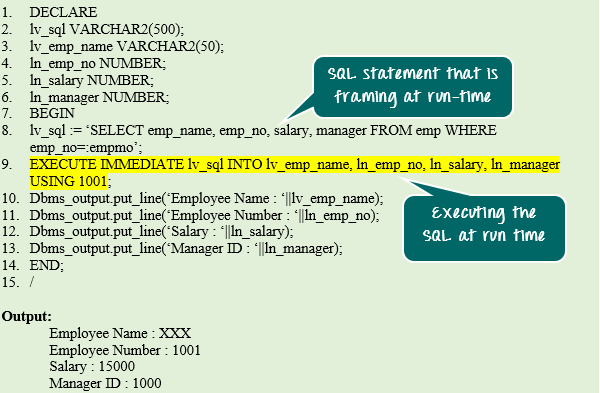 1. DECLARE
2. lv_sql VARCHAR2(500);
3. lv_emp_name VARCHAR2(50);
4. ln_emp_no NUMBER;
5. ln_salary NUMBER;
6. ln_manager NUMBER;
7. BEGIN
8. lv_sql := ‘SELECT emp_name, emp_no, salary, manager FROM emp WHERE
emp_no=:empmo’;
9. EXECUTE IMMEDIATE lv_sql INTO lv_emp_name, ln_emp_no, ln_salary, ln_manager
USING 1001;
10. Dbms_output.put_line(‘Employee Name : ‘||lv_emp_name);
11. Dbms_output.put_line(‘Employee Number : ‘||ln_emp_no);
12. Dbms_output.put_line(‘Salary : ‘||ln_salary);
13. Dbms_output.put_line(‘Manager ID : ‘||ln_manager);
14. END;
15. /
SQL statement that is
framing at run-time
Executing the
SQL at run time
Output:
Employee Name : XXX
Employee Number : 1001
Salary : 15000
Manager ID : 1000